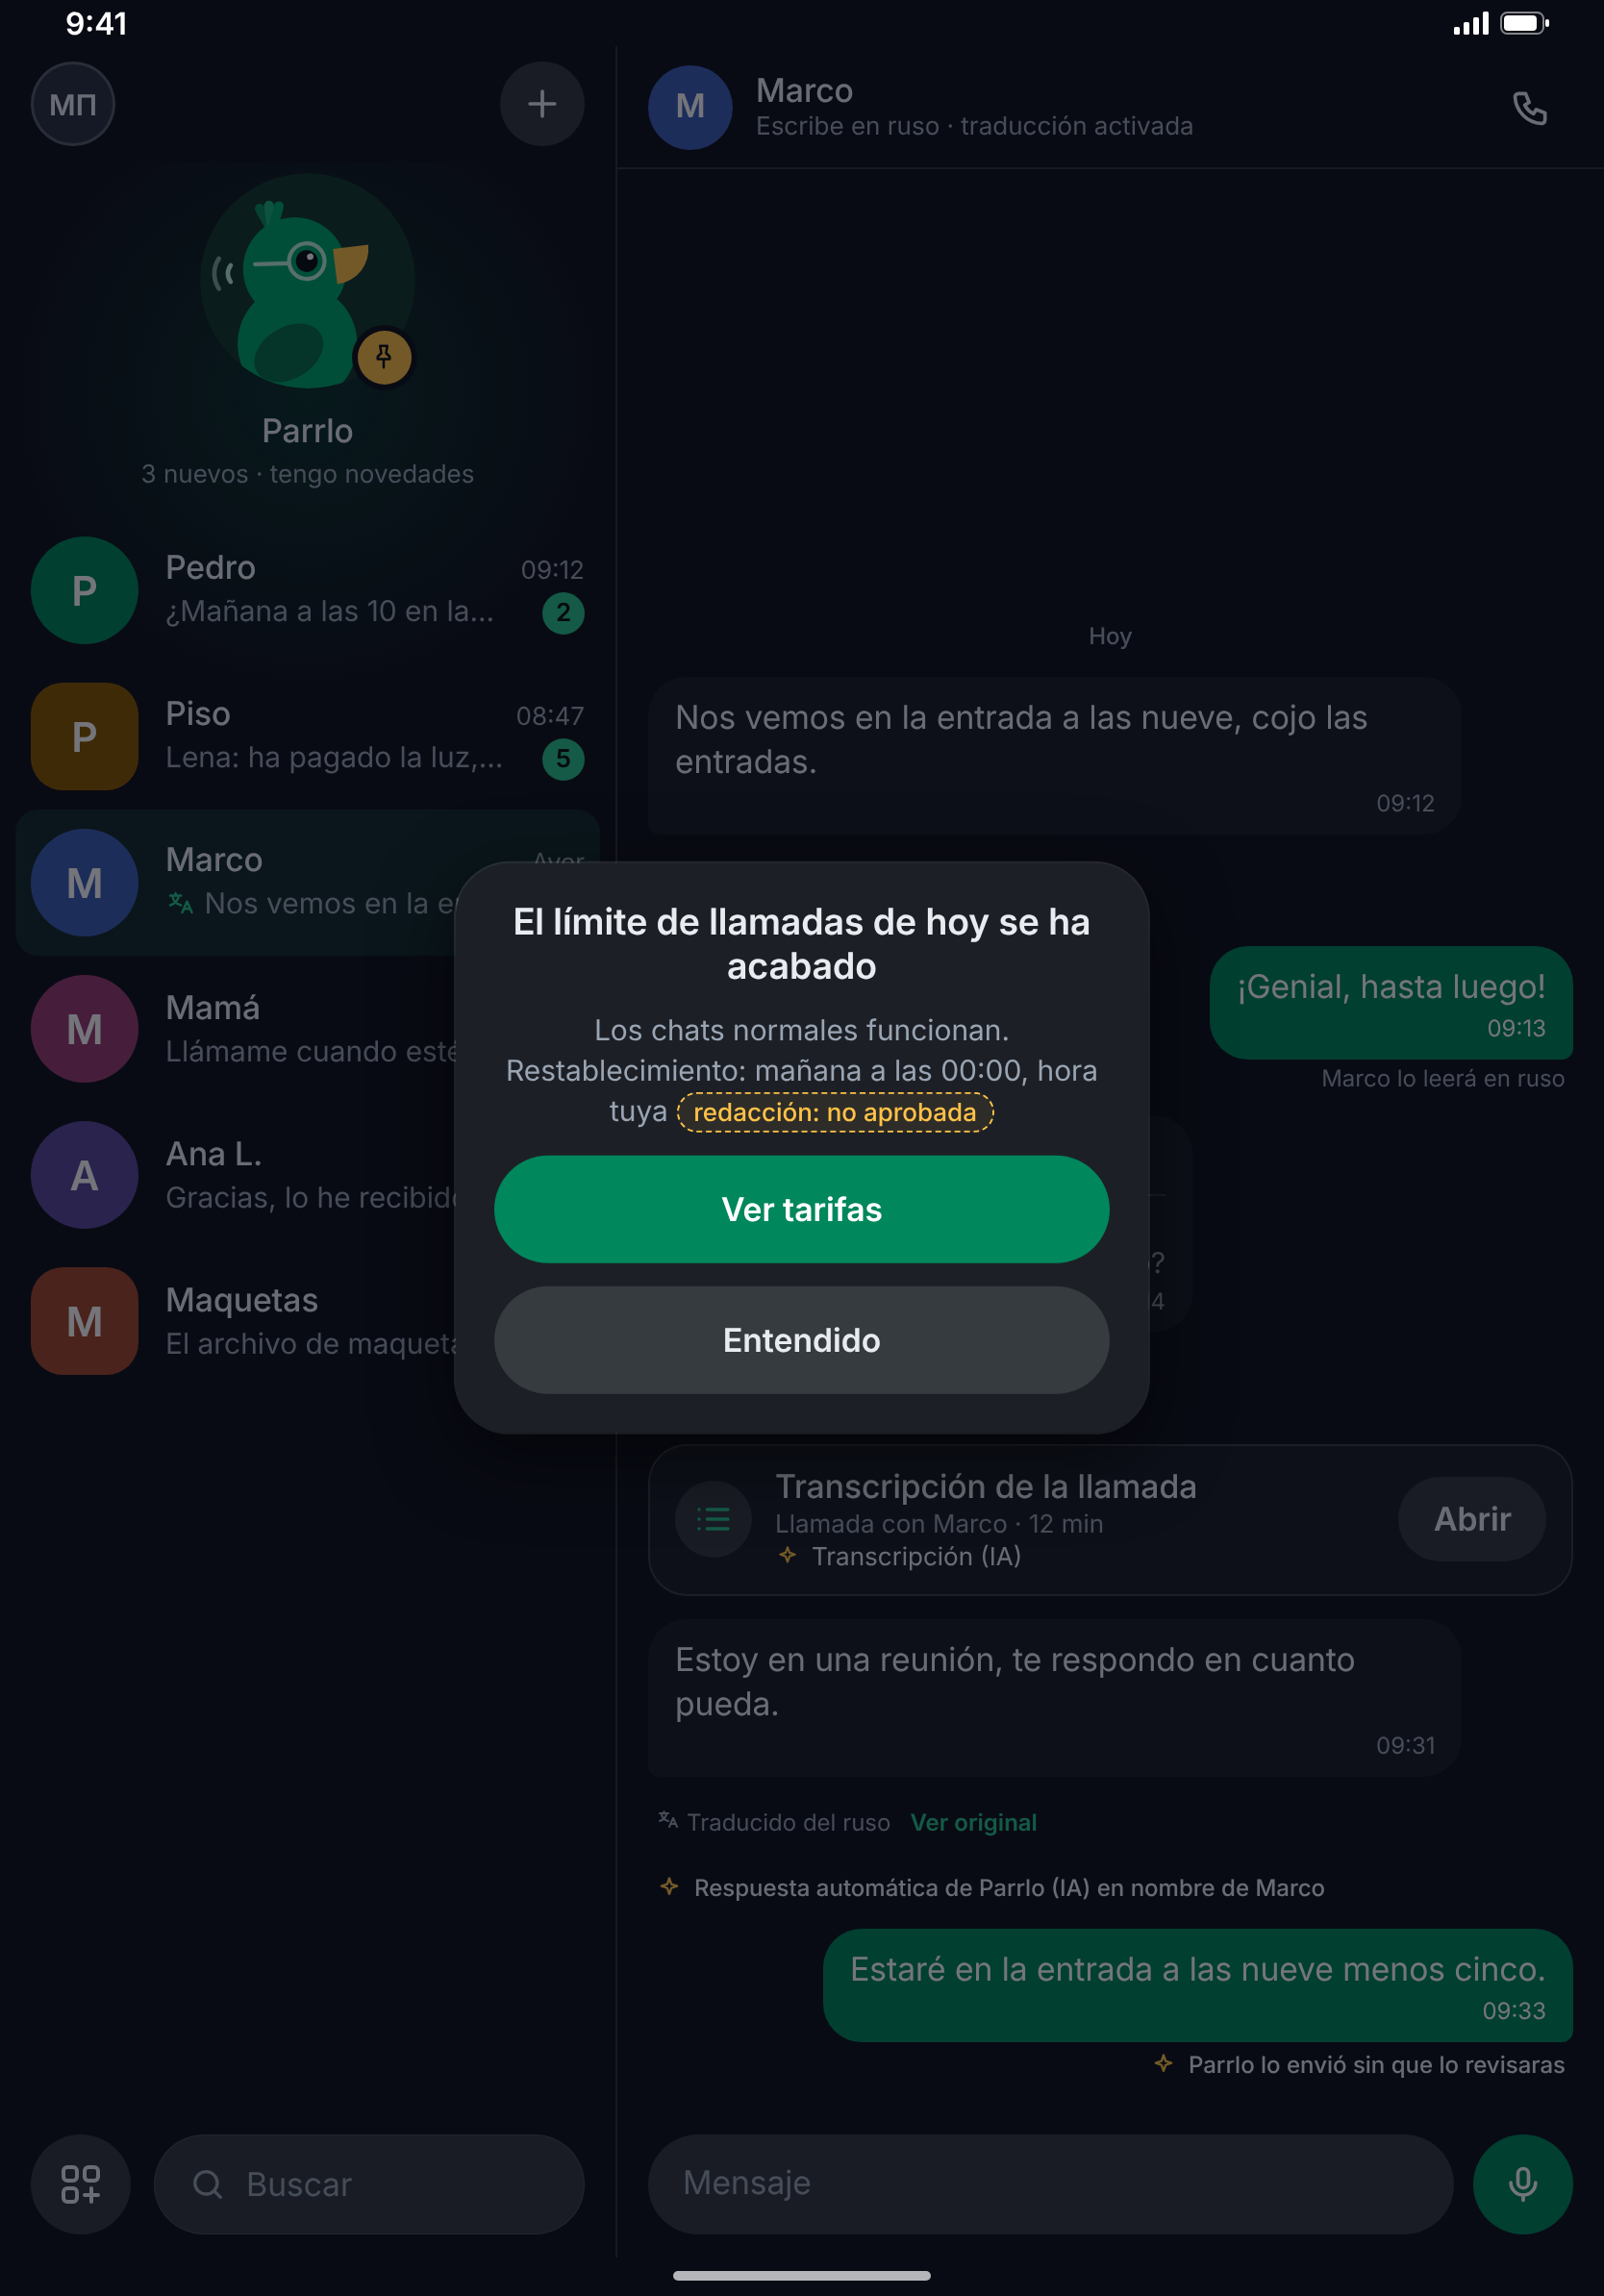 9:41
МП
Parrlo
3 nuevos · tengo novedades
P
Pedro
09:12
¿Mañana a las 10 en la...
2
P
Piso
08:47
Lena: ha pagado la luz,...
5
M
Marco
Ayer
Nos vemos en la e
M
Mamá
Llámame cuando esté
A
Ana L.
Gracias, lo he recibido
M
Maquetas
El archivo de maqueta
Buscar
M
Marco
Escribe en ruso · traducción activada
Hoy
Nos vemos en la entrada a las nueve, cojo las
entradas.
09:12
¡Genial, hasta luego!
09:13
Marco lo leerá en ruso
?
4
El límite de llamadas de hoy se ha
acabado
Los chats normales funcionan.
Restablecimiento: mañana a las 00:00, hora
tuya redacción: no aprobada
Ver tarifas
Entendido
Transcripción de la llamada
Llamada con Marco · 12 min
Transcripción (IA)
Abrir
Estoy en una reunión, te respondo en cuanto
pueda.
09:31
Traducido del ruso Ver original
Respuesta automática de Parrlo (IA) en nombre de Marco
Estaré en la entrada a las nueve menos cinco.
09:33
Parrlo lo envió sin que lo revisaras
Mensaje